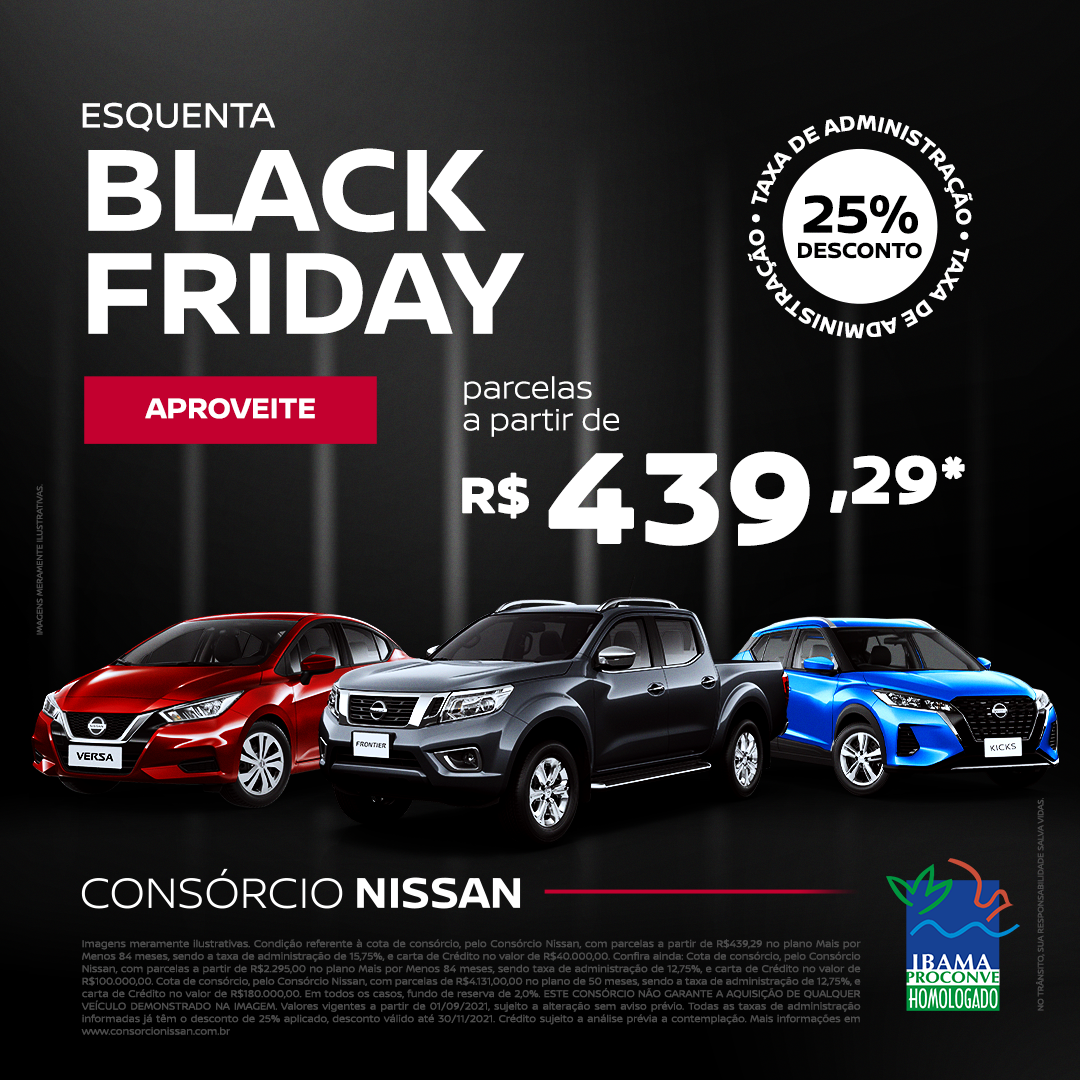 ESQUENTA
BLACK
FRIDAY
TAXA DE ADMINISTRAÇÃO • TAXA DE ADMINISTRAÇÃO •
25%
DESCONTO
APROVEITE
parcelas
a partir de
R$ 439,29*
IMAGENS MERAMENTE ILUSTRATIVAS.
NISSAN
VERSA
FRONTIER
KICKS
CONSÓRCIO NISSAN
Imagens meramente ilustrativas. Condição referente à cota de consórcio, pelo Consórcio Nissan, com parcelas a partir de R$439,29 no plano Mais por
Menos 84 meses, sendo a taxa de administração de 15,75%, e carta de Crédito no valor de R$40.000,00. Confira ainda: Cota de consórcio, pelo Consórcio
Nissan, com parcelas a partir de R$2.295,00 no plano Mais por Menos 84 meses, sendo taxa de administração de 12,75%, e carta de Crédito no valor de
R$100.000,00. Cota de consórcio, pelo Consórcio Nissan, com parcelas de R$4.131,00,00 no plano de 50 meses, sendo a taxa de administração de 12,75%, e
carta de Crédito no valor de R$180.000,00. Em todos os casos, fundo de reserva de 2,0%. ESTE CONSÓRCIO NÃO GARANTE A AQUISIÇÃO DE QUALQUER
VEÍCULO DEMONSTRADO NA IMAGEM. Valores vigentes a partir de 01/09/2021, sujeito a alteração sem aviso prévio. Todas as taxas de administração
informadas já têm o desconto de 25% aplicado, desconto válido até 30/11/2021. Crédito sujeito a análise prévia a contemplação. Mais informações em
www.consorcionissan.com.br
IBAMA
PROCONVE
HOMOLOGADO
NO TRÂNSITO, SUA RESPONSABILIDADE SALVA VIDAS.